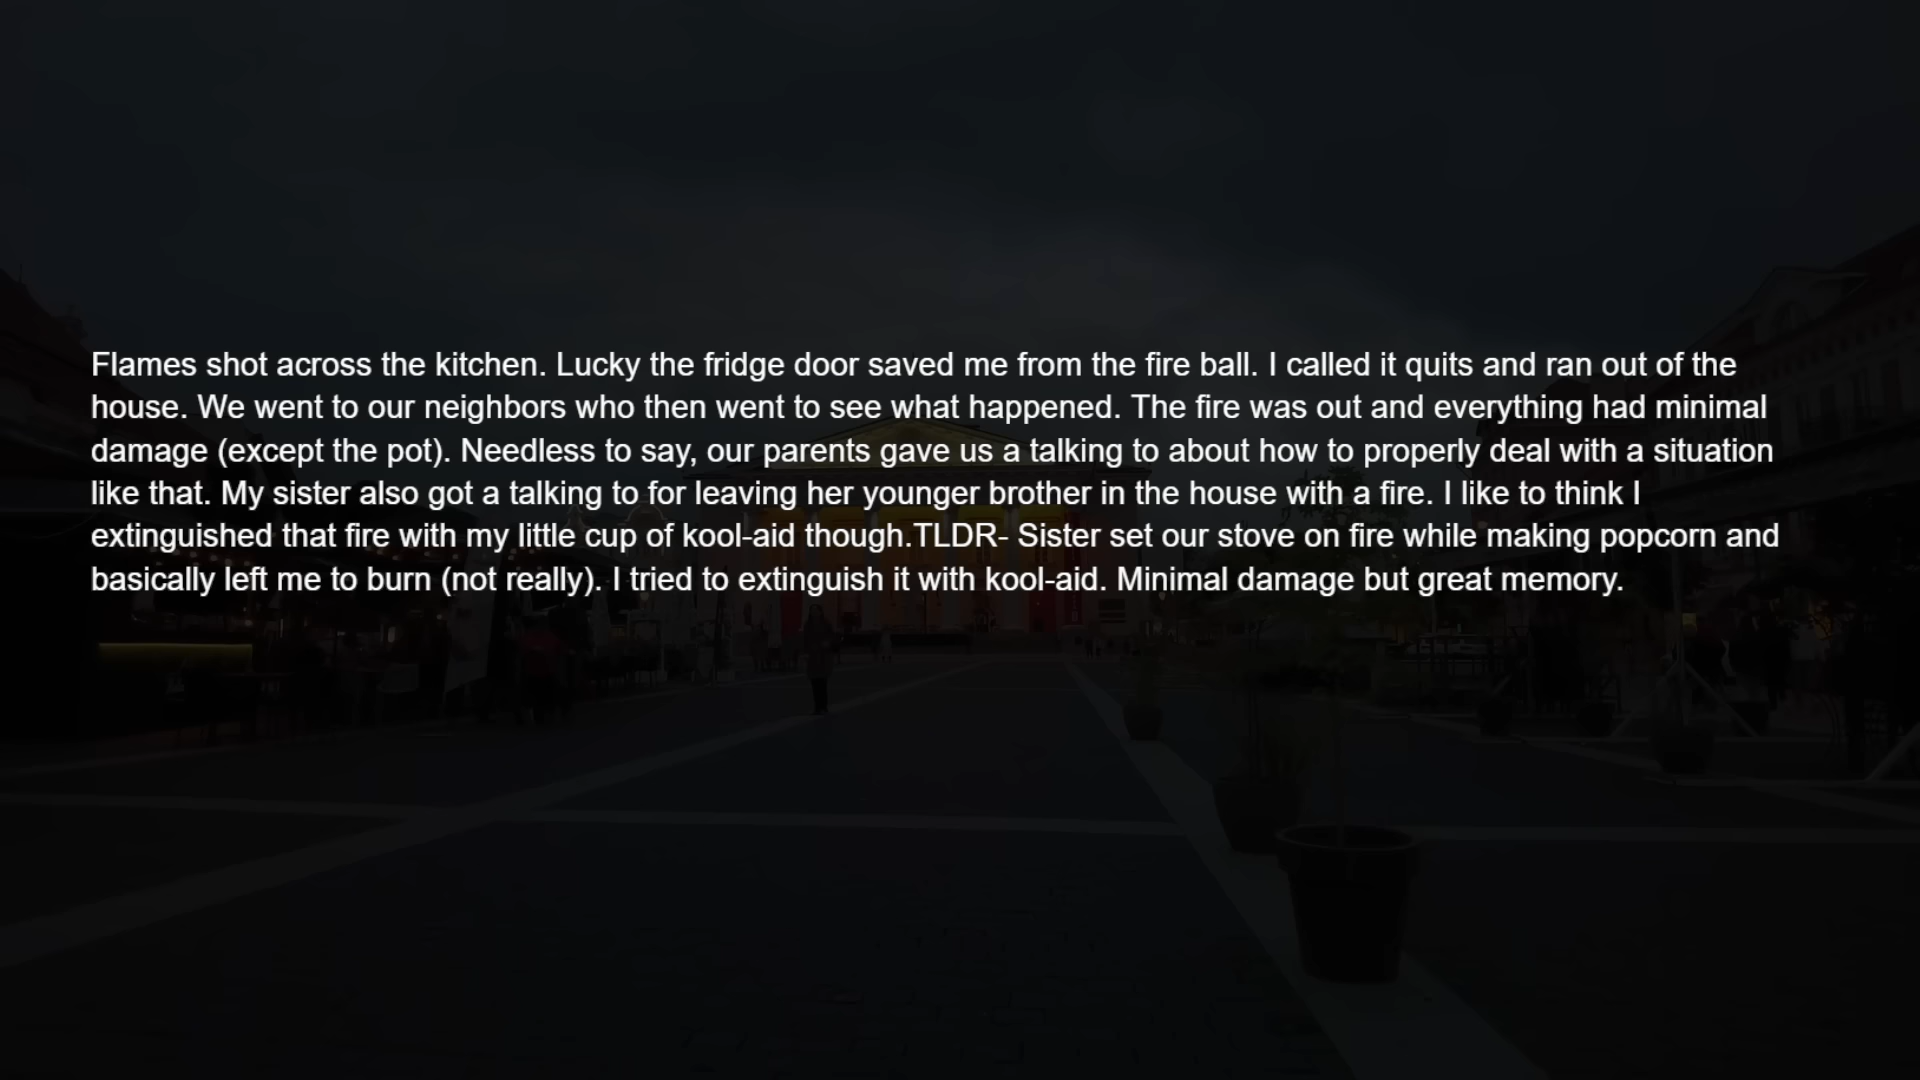 Flames shot across the kitchen. Lucky the fridge door saved me from the fire ball. I called it quits and ran out of the
house. We went to our neighbors who then went to see what happened. The fire was out and everything had minimal
damage (except the pot). Needless to say, our parents gave us a talking to about how to properly deal with a situation
like that. My sister also got a talking to for leaving her younger brother in the house with a fire. I like to think I
extinguished that fire with my little cup of kool-aid though.TLDR- Sister set our stove on fire while making popcorn and
basically left me to burn (not really). I tried to extinguish it with kool-aid. Minimal damage but great memory.